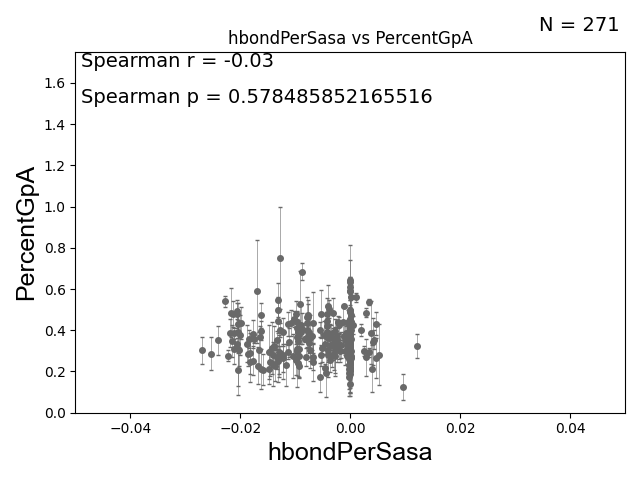 N = 271
hbondPerSasa vs PercentGpA
Spearman r = -0.03
Spearman p = 0.578485852165516
PercentGpA
1.6
1.4
1.2
1.0
0.8
0.6
0.4
0.2
0.0
−0.04 −0.02 0.00 0.02 0.04
hbondPerSasa